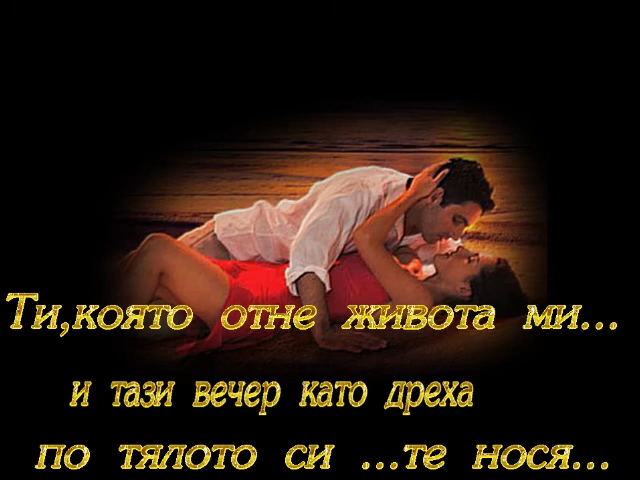 Ти,която отне живота ми...
и тази вечер като дреха
по тялото си ...те нося...